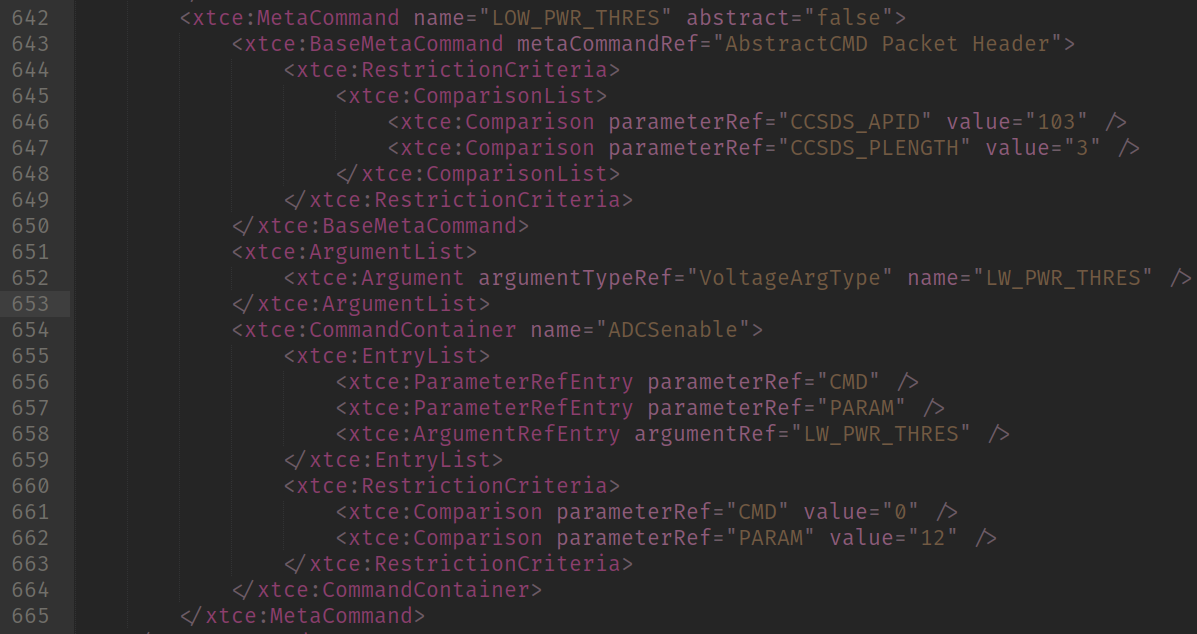 642 <xtce:MetaCommand name="LOW_PWR_THRES" abstract="false">
643 <xtce:BaseMetaCommand metaCommandRef="AbstractCMD Packet Header">
644 <xtce:RestrictionCriteria>
645 <xtce:ComparisonList>
646 <xtce:Comparison parameterRef="CCSDS_APID" value="103" />
647 <xtce:Comparison parameterRef="CCSDS_PLENGTH" value="3" />
648 </xtce:ComparisonList>
649 </xtce:RestrictionCriteria>
650 </xtce:BaseMetaCommand>
651 <xtce:ArgumentList>
652 <xtce:Argument argumentTypeRef="VoltageArgType" name="LW_PWR_THRES" />
653 </xtce:ArgumentList>
654 <xtce:CommandContainer name="ADCSenable">
655 <xtce:EntryList>
656 <xtce:ParameterRefEntry parameterRef="CMD" />
657 <xtce:ParameterRefEntry parameterRef="PARAM" />
658 <xtce:ArgumentRefEntry argumentRef="LW_PWR_THRES" />
659 </xtce:EntryList>
660 <xtce:RestrictionCriteria>
661 <xtce:Comparison parameterRef="CMD" value="0" />
662 <xtce:Comparison parameterRef="PARAM" value="12" />
663 </xtce:RestrictionCriteria>
664 </xtce:CommandContainer>
665 </xtce:MetaCommand>